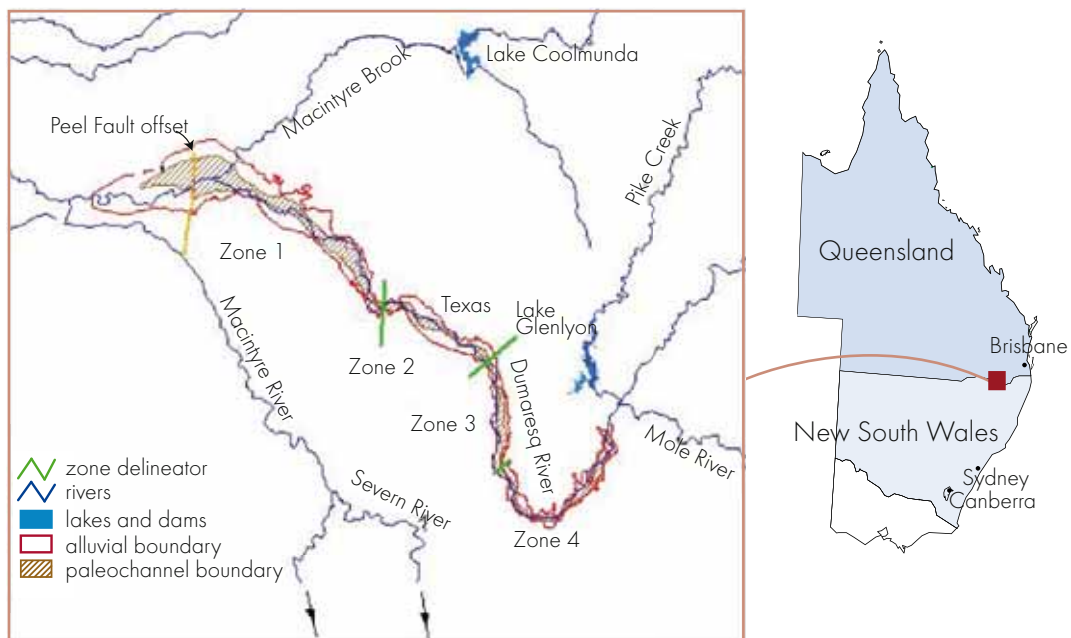 Lake Coolmunda
Macintyre Brook
Peel Fault offset
Pike Creek
Zone 1
Texas
Lake
Glenlyon
Macintyre River
Zone 2
Dumaresq River
Zone 3
Mole River
Severn River
Zone 4
zone delineator
rivers
lakes and dams
alluvial boundary
paleochannel boundary
Queensland
Brisbane
New South Wales
Sydney
Canberra